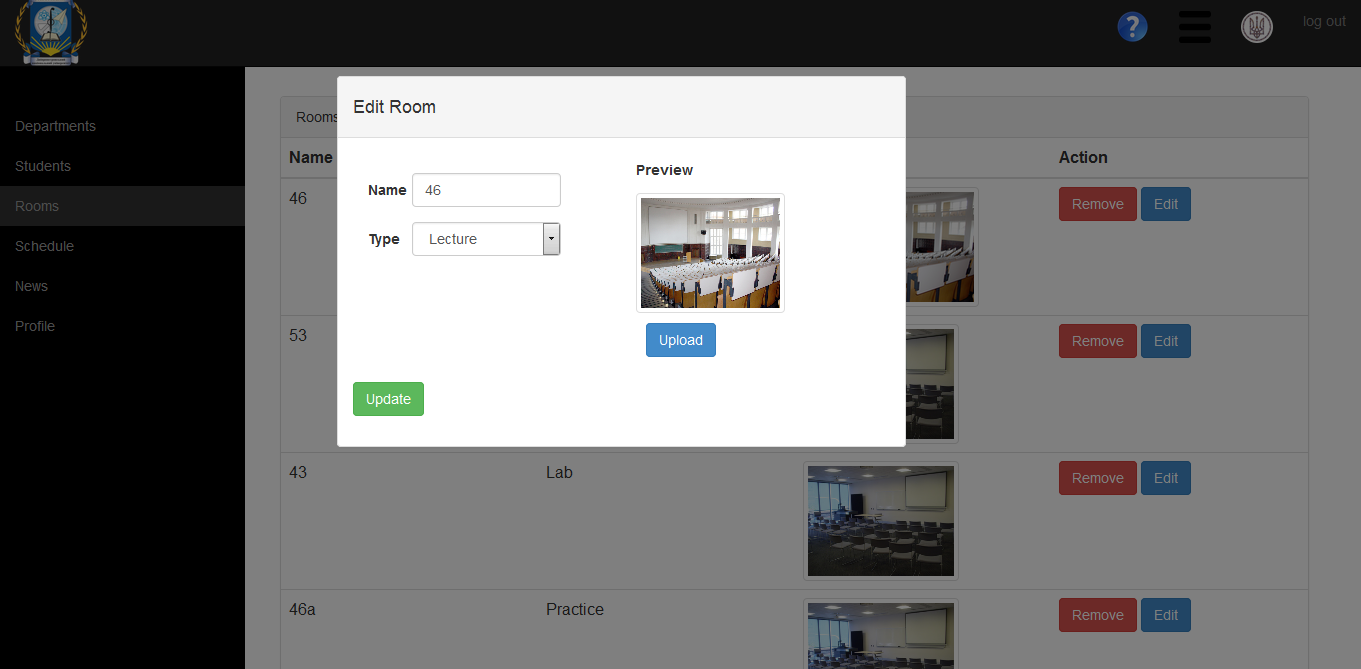 ?
log out
Departments
Students
Rooms
Schedule
News
Profile
Rooms
Name
Action
46
Remove Edit
53
Remove Edit
43 Lab
Remove Edit
46a Practice
Remove Edit
Edit Room
Name 46
Type Lecture
Preview
Upload
Update